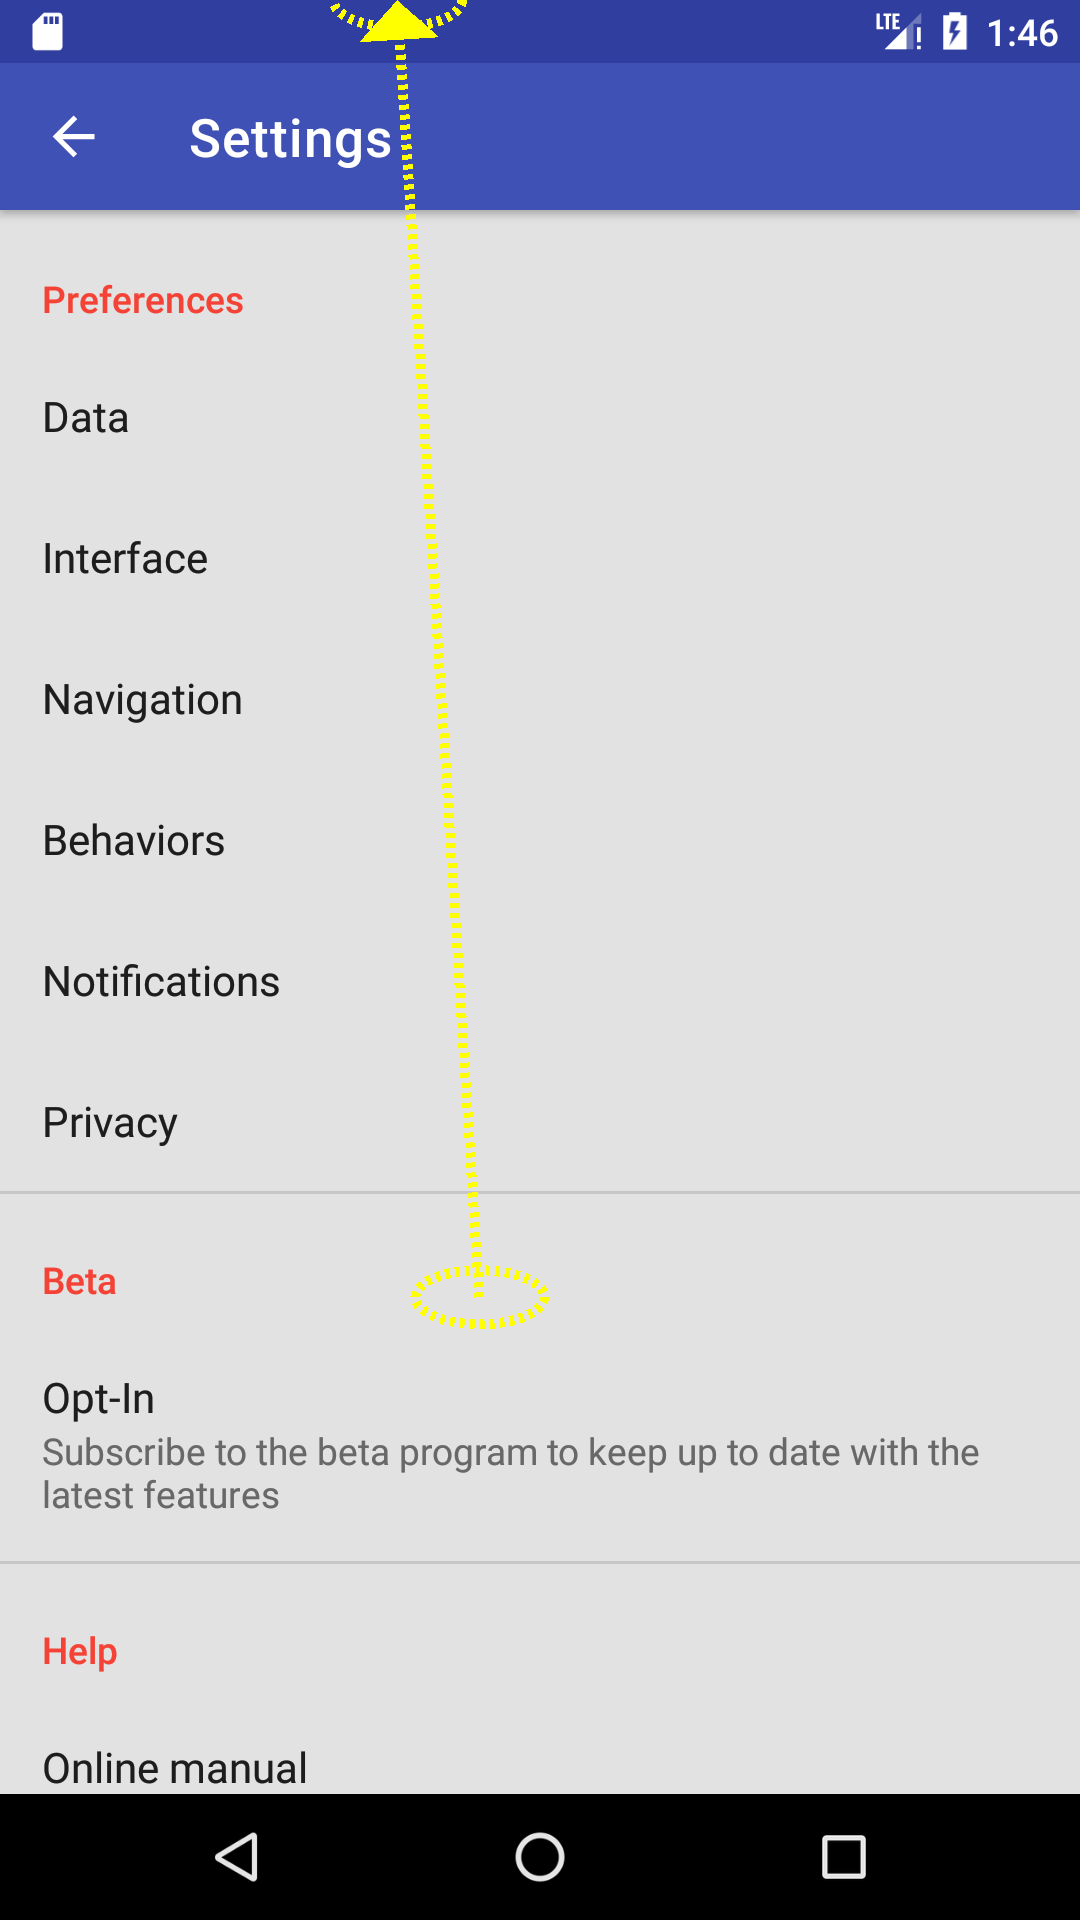 LTE 1:46
Settings
Preferences
Data
Interface
Navigation
Behaviors
Notifications
Privacy
Beta
Opt-In
Subscribe to the beta program to keep up to date with the
latest features
Help
Online manual